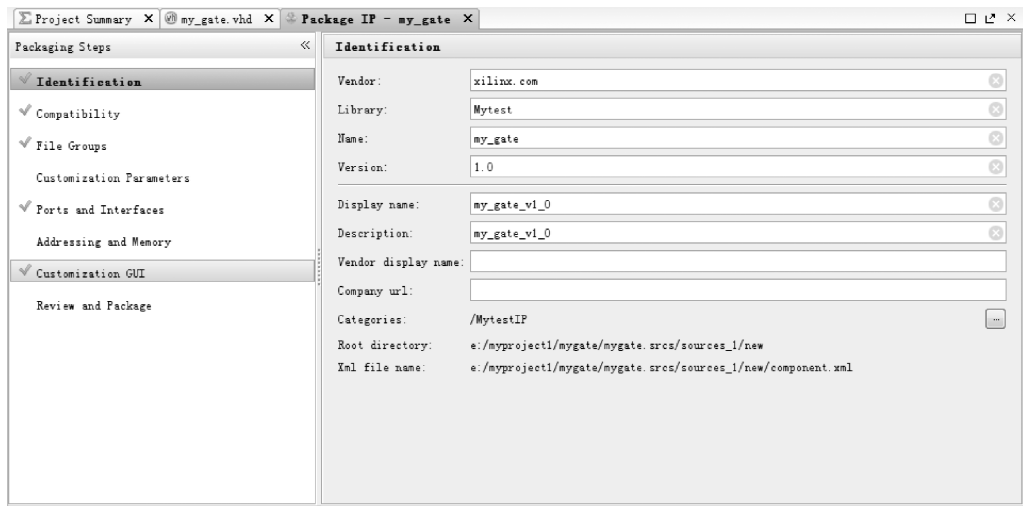 Project Summary
my_gate.vhd
Package IP - my_gate
Packaging Steps
Identification
Compatibility
File Groups
Customization Parameters
Ports and Interfaces
Addressing and Memory
Customization GUI
Review and Package
Identification
Vendor: xilinx.com
Library: Mytest
Name: my_gate
Version: 1.0
Display name: my_gate_v1_0
Description: my_gate_v1_0
Vendor display name:
Company url:
Categories: /MytestIP
Root directory: e:/myproject1/mygate/mygate.srcs/sources_1/new
Xml file name: e:/myproject1/mygate/mygate.srcs/sources_1/new/component.xml